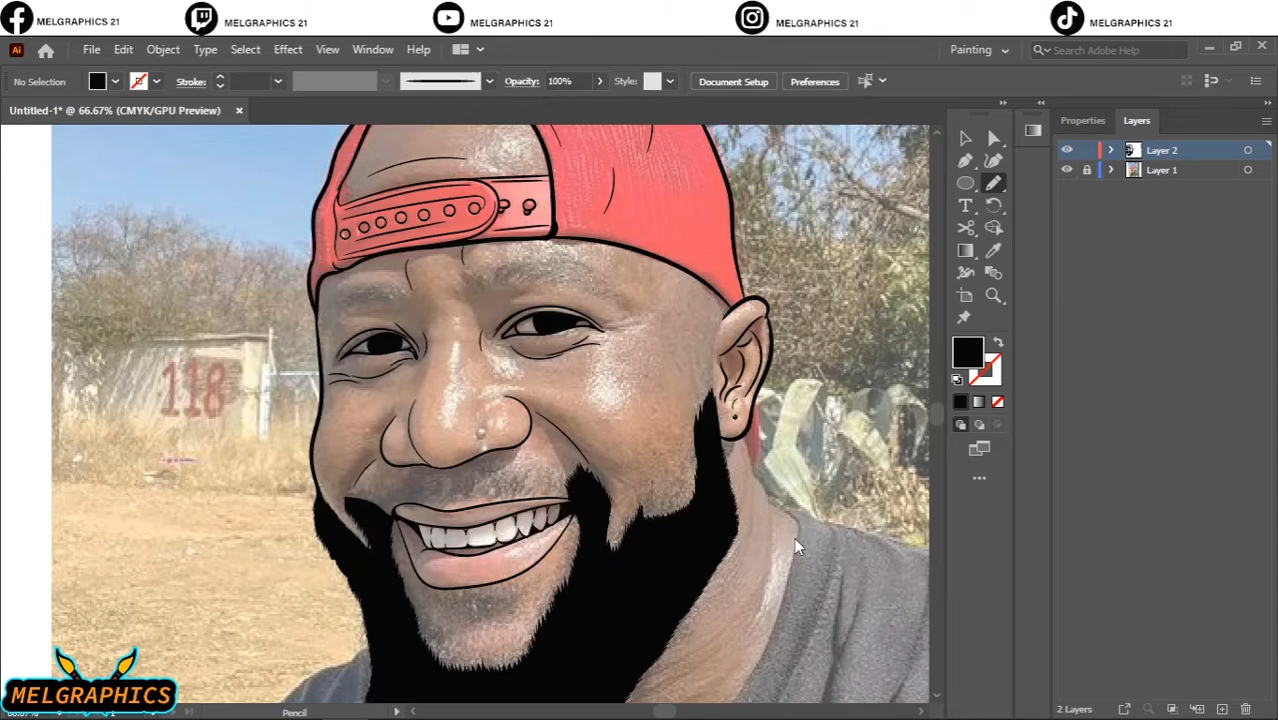 MELGRAPHICS 21
MELGRAPHICS 21
MELGRAPHICS 21
MELGRAPHICS 21
MELGRAPHICS 21
Ai File Edit Object Type Select Effect View Window Help Painting Search Adobe Help
No Selection Stroke: Opacity: 100% Style: Document Setup Preferences
Untitled-1* @ 66.67% (CMYK/GPU Preview) ×
Properties Layers
Layer 2
Layer 1
118
MELGRAPHICS
Pencil
2 Layers